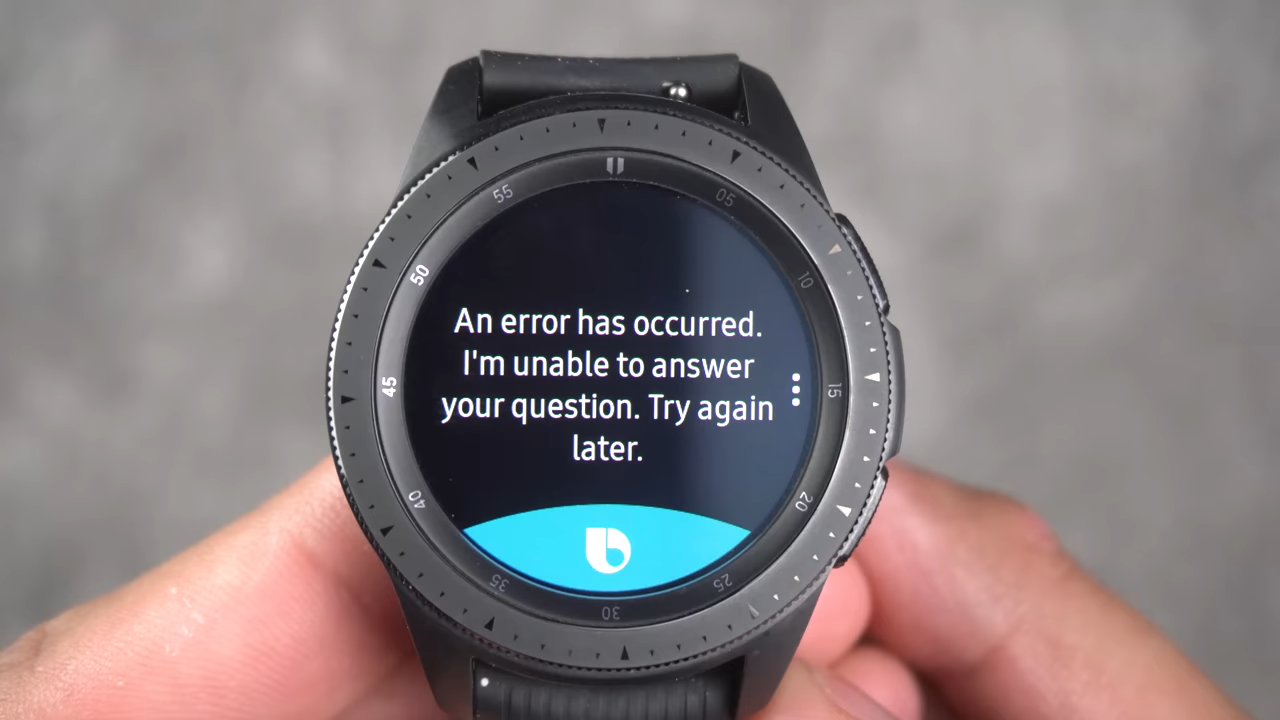 An error has occurred.
I'm unable to answer
your question. Try again
later.
05
10
15
20
25
30
35
40
45
50
55